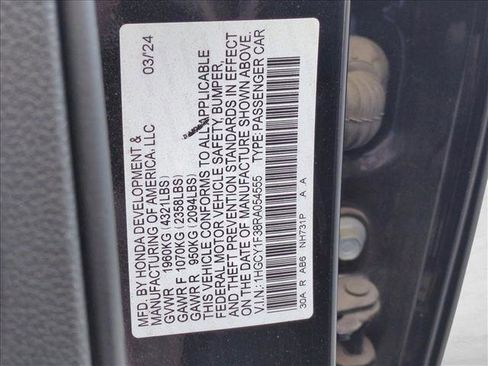 MFD. BY HONDA DEVELOPMENT &
MANUFACTURING OF AMERICA, LLC 03/'24
GVWR 1960KG (4321LBS)
GAWR F 1070KG (2358LBS)
GAWR R 950KG (2094LBS)
THIS VEHICLE CONFORMS TO ALL APPLICABLE
FEDERAL MOTOR VEHICLE SAFETY, BUMPER,
AND THEFT PREVENTION STANDARDS IN EFFECT
ON THE DATE OF MANUFACTURE SHOWN ABOVE.
V.I.N.: 1HGCY1F38RA054555 TYPE: PASSENGER CAR
30A R AB6 NH731P A A